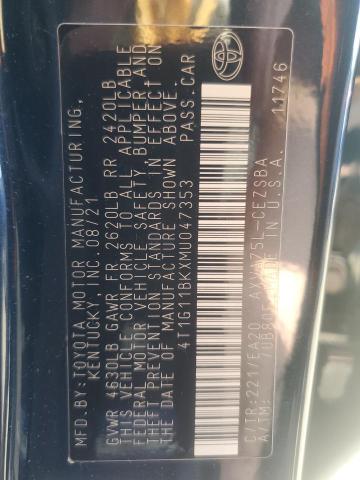 MFD.BY:TOYOTA MOTOR MANUFACTURING,
KENTUCKY, INC. 08/21
GVWR 4630LB GAWR FR 2620LB RR 2420LB
THIS VEHICLE CONFORMS TO ALL APPLICABLE
FEDERAL MOTOR VEHICLE SAFETY BUMPER AND
THEFT PREVENTION STANDARDS IN EFFECT ON
THE DATE OF MANUFACTURE SHOWN ABOVE.
4T1G11BKXMU047353 PASS.CAR
C/TR:221/EA20 AXVA75L-CEZSBA
A/TM: MADE IN U.S.A. 11746